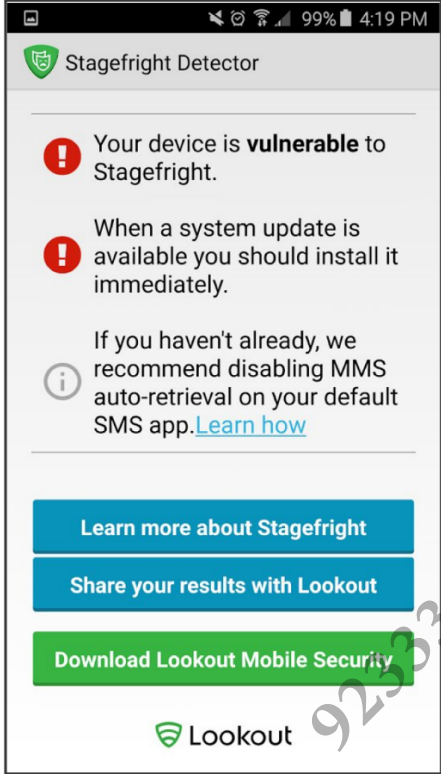 99% 4:19 PM
Stagefright Detector
Your device is vulnerable to
Stagefright.
When a system update is
available you should install it
immediately.
If you haven't already, we
recommend disabling MMS
auto-retrieval on your default
SMS app.Learn how
Learn more about Stagefright
Share your results with Lookout
Download Lookout Mobile Security
Lookout